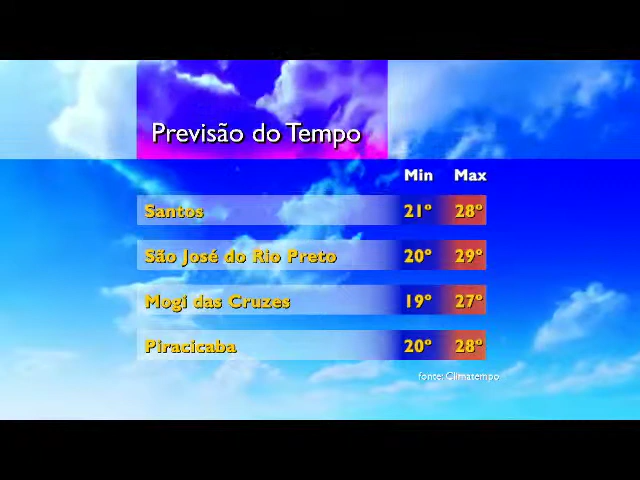 Previsão do Tempo
Min Max
Santos 21º 28º
São José do Rio Preto 20º 29º
Mogi das Cruzes 19º 27º
Piracicaba 20º 28º
fonte: Climatempo